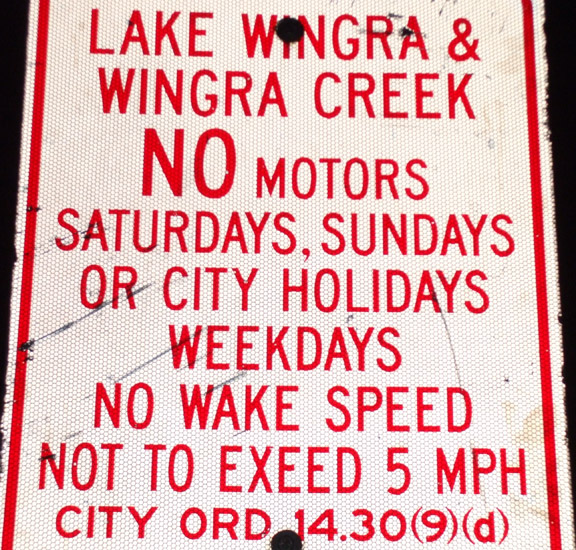 LAKE WINGRA &
WINGRA CREEK
NO MOTORS
SATURDAYS, SUNDAYS
OR CITY HOLIDAYS
WEEKDAYS
NO WAKE SPEED
NOT TO EXEED 5 MPH
CITY ORD 14.30(9)(d)